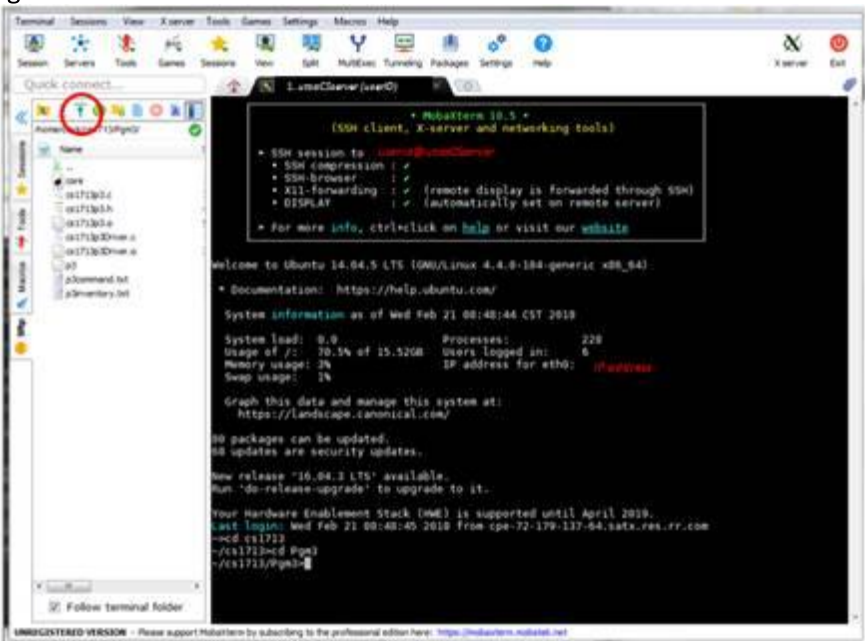 Terminal Sessions View X server Tools Games Settings Macros Help
Session Servers Tools Games Sessions View Split MultiExec Tunneling Packages Settings Help X server Exit
Quick connect...
Name
..
core
cs1713p3.c
cs1713p3.h
cs1713p3.o
cs1713p3Driver.c
cs1713p3Driver.o
p3
p3command.txt
p3inventory.txt
Sessions
Tools
Macros
Sftp
Follow terminal folder
• MobaXterm 10.5 •
(SSH client, X-server and networking tools)
SSH session to
• SSH compression :
• SSH-browser :
• X11-forwarding : (remote display is forwarded through SSH)
• DISPLAY : (automatically set on remote server)
For more info, ctrl+click on help or visit our website
Welcome to Ubuntu 14.04.5 LTS (GNU/Linux 4.4.0-104-generic x86_64)
* Documentation: https://help.ubuntu.com/
System information as of Wed Feb 21 08:48:44 CST 2018
System load: 0.0 Processes: 228
Usage of /: 70.5% of 15.52GB Users logged in: 6
Memory usage: 3% IP address for eth0:
Swap usage: 1%
Graph this data and manage this system at:
https://landscape.canonical.com/
80 packages can be updated.
68 updates are security updates.
New release '16.04.3 LTS' available.
Run 'do-release-upgrade' to upgrade to it.
Your Hardware Enablement Stack (HWE) is supported until April 2019.
Last login: Wed Feb 21 08:48:45 2018 from cpe-72-179-137-64.satx.res.rr.com
~>cd cs1713
~/cs1713>cd Pgm3
~/cs1713/Pgm3>
UNREGISTERED VERSION - Please support MobaXterm by subscribing to the professional edition here: https://mobaxterm.mobatek.net